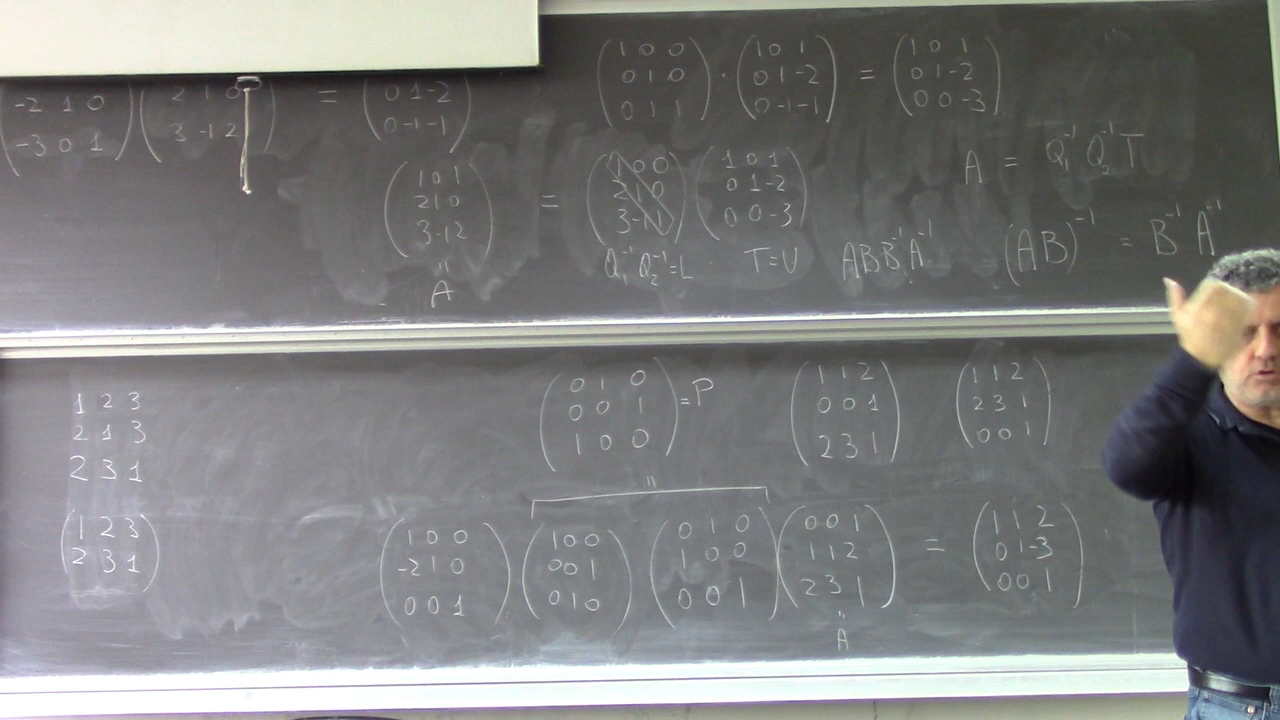 (1 0 0) (1 0 1) (1 0 1)
(0 1 0) · (0 1 -2) = (0 1 -2)
(0 1 1) (0 -1 -1) (0 0 -3)
-2 1 0 2 1 0 = 0 1 -2
-3 0 1 3 -1 2 0 -1 -1
1 0 1 1 0 0 1 0 1
2 1 0 = 2 1 0 0 1 -2
3 -1 2 3 -1 1 0 0 -3
A = Q₁⁻¹ Q₂⁻¹ T
" A
Q₁⁻¹ Q₂⁻¹ = L
T = U
ABB⁻¹A⁻¹
(AB)⁻¹ = B⁻¹ A⁻¹
1 2 3
2 1 3
2 3 1
(1 2 3)
(2 3 1)
0 1 0
0 0 1 = P
1 0 0
1 1 2
0 0 1
2 3 1
1 1 2
2 3 1
0 0 1
"
1 0 0 1 0 0 0 1 0 0 0 1 1 1 2
-2 1 0 0 0 1 1 0 0 1 1 2 = 0 1 -3
0 0 1 0 1 0 0 0 1 2 3 1 0 0 1
" A